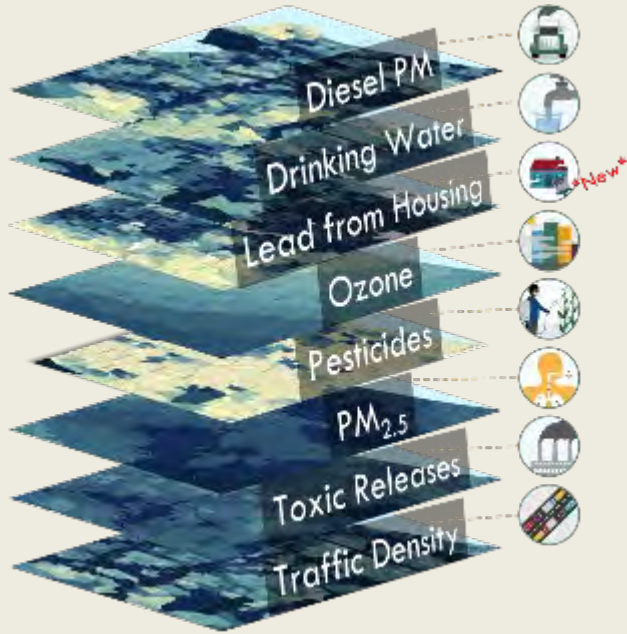 Diesel PM
Drinking Water
Lead from Housing
*New*
Ozone
Pesticides
PM₂.₅
Toxic Releases
Traffic Density